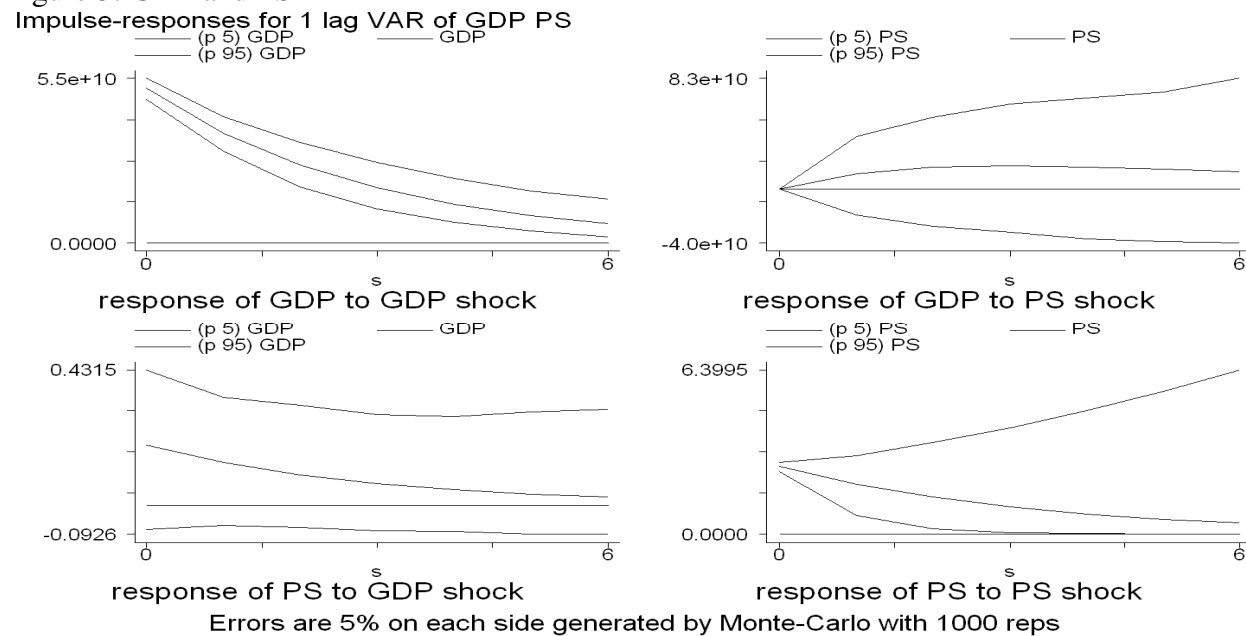 Impulse-responses for 1 lag VAR of GDP PS
(p 5) GDP GDP
(p 95) GDP
5.5e+10
0.0000
0 6
s
response of GDP to GDP shock
(p 5) PS PS
(p 95) PS
8.3e+10
-4.0e+10
0 6
s
response of GDP to PS shock
(p 5) GDP GDP
(p 95) GDP
0.4315
-0.0926
0 6
s
response of PS to GDP shock
(p 5) PS PS
(p 95) PS
6.3995
0.0000
0 6
s
response of PS to PS shock
Errors are 5% on each side generated by Monte-Carlo with 1000 reps